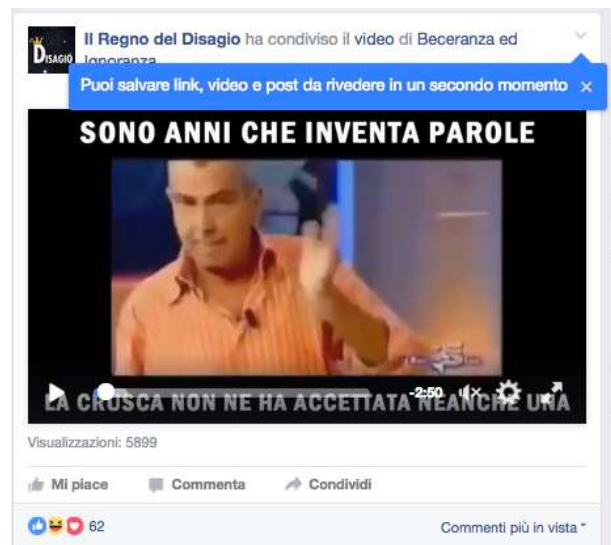 DISAGIO
Il Regno del Disagio ha condiviso il video di Beceranza ed
Ignoranza
Puoi salvare link, video e post da rivedere in un secondo momento ×
SONO ANNI CHE INVENTA PAROLE
-2:50
LA CRUSCA NON NE HA ACCETTATA NEANCHE UNA
Visualizzazioni: 5899
Mi piace Commenta Condividi
62 Commenti più in vista